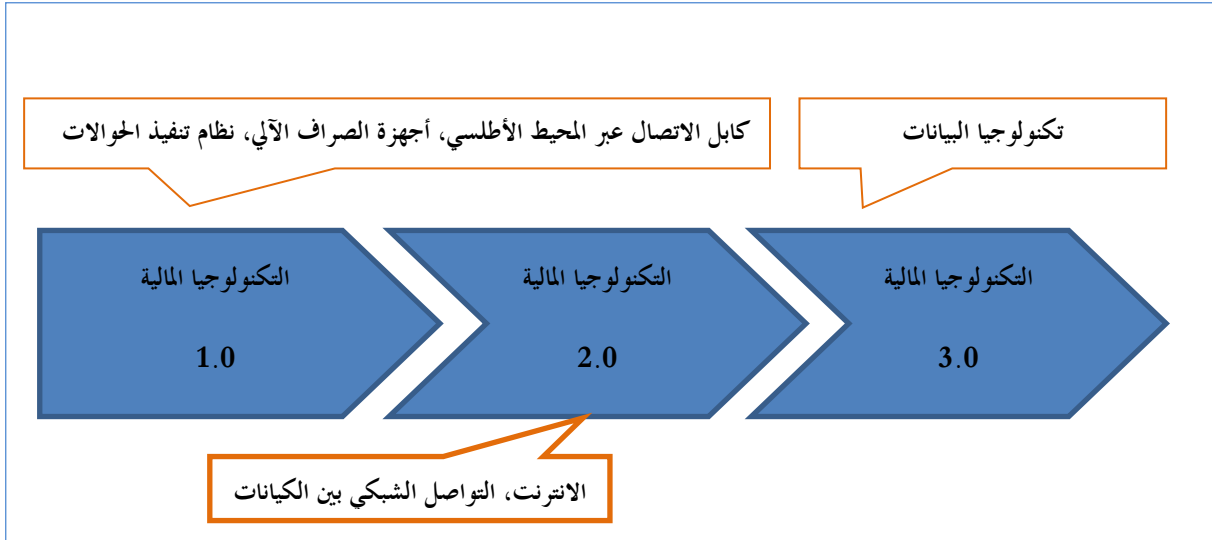 كابل الاتصال عبر المحيط الأطلسي، أجهزة الصراف الآلي، نظام تنفيذ الحوالات
تكنولوجيا البيانات
التكنولوجيا المالية
1.0
التكنولوجيا المالية
2.0
التكنولوجيا المالية
3.0
الانترنت، التواصل الشبكي بين الكيانات